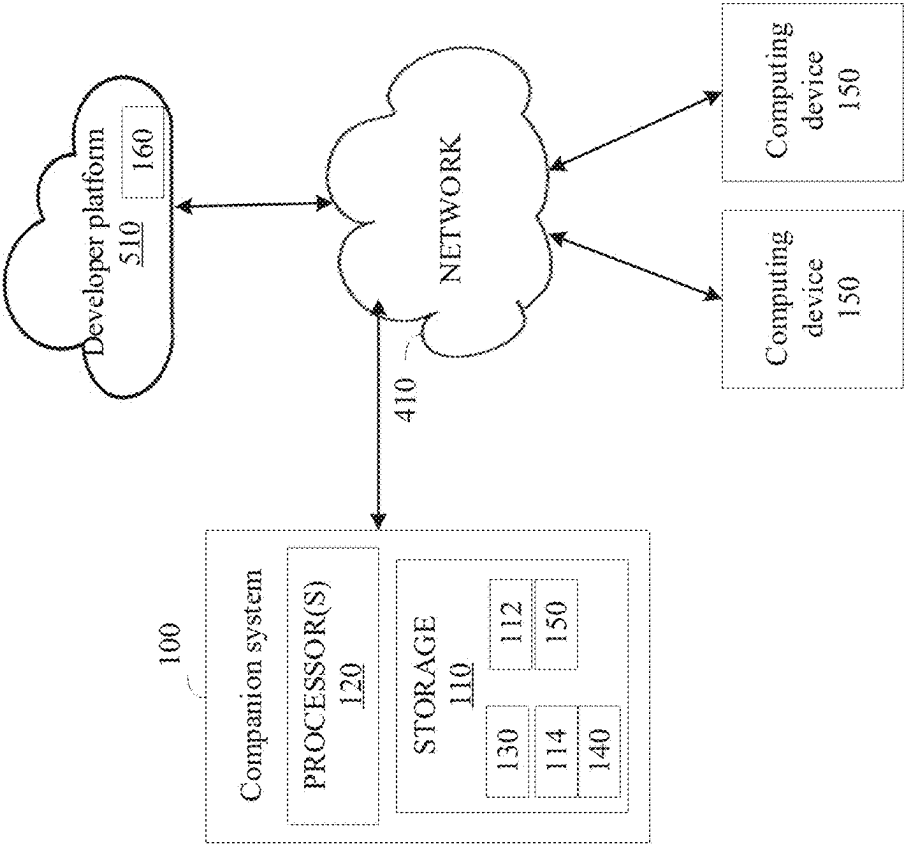 100
Companion system
PROCESSOR(S)
120
STORAGE
110
130
112
114
150
140
410
Developer platform
510
160
NETWORK
Computing
device
150
Computing
device
150